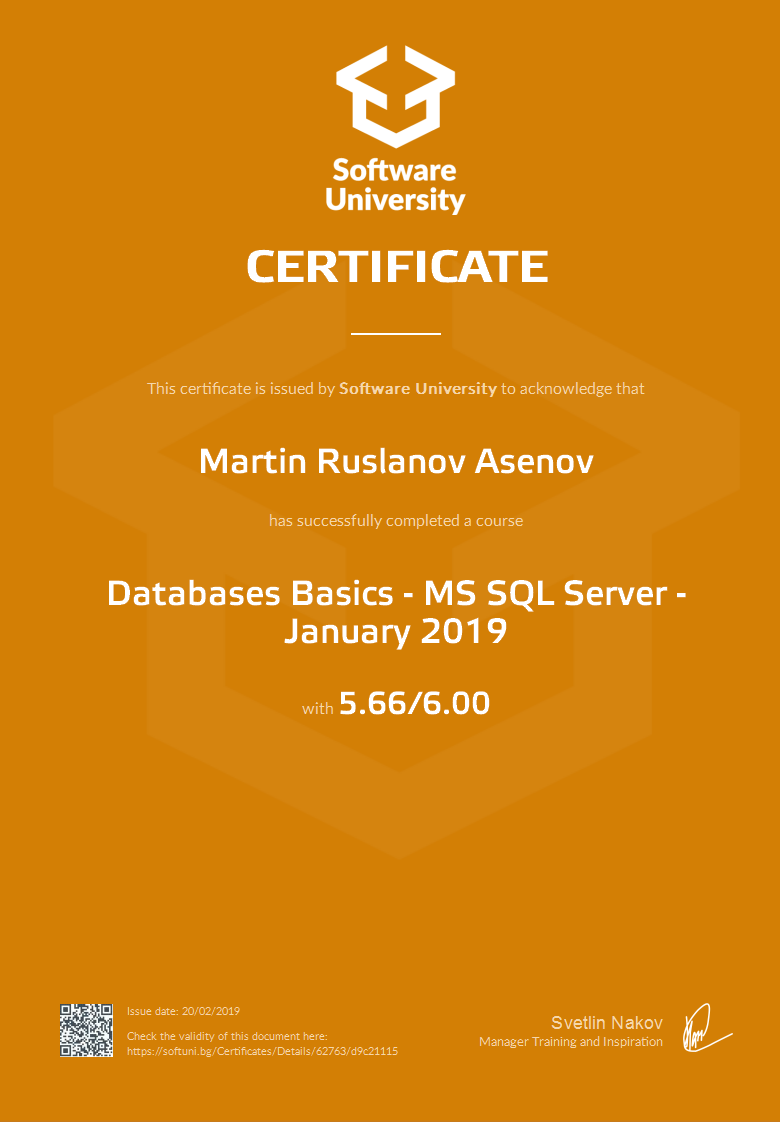 Software
University
CERTIFICATE
This certificate is issued by Software University to acknowledge that
Martin Ruslanov Asenov
has successfully completed a course
Databases Basics - MS SQL Server -
January 2019
with 5.66/6.00
Issue date: 20/02/2019
Check the validity of this document here:
https://softuni.bg/Certificates/Details/62763/d9c21115
Svetlin Nakov
Manager Training and Inspiration